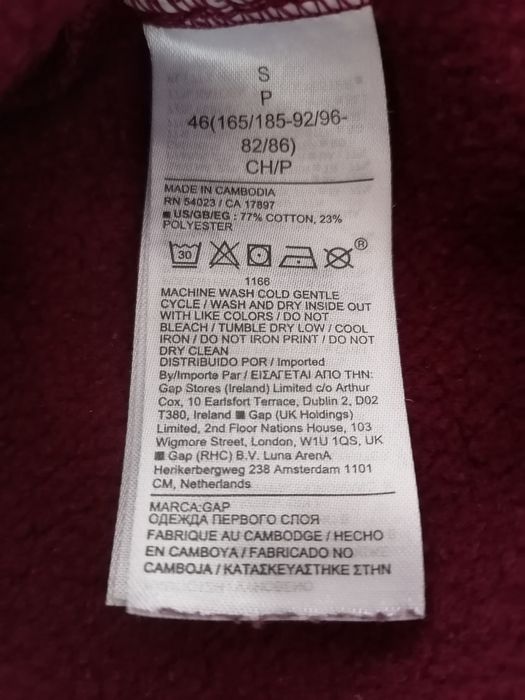 S
P
46(165/185-92/96-
82/86)
CH/P
MADE IN CAMBODIA
RN 54023 / CA 17897
■ US/GB/EG : 77% COTTON, 23%
POLYESTER
30
®
1166
MACHINE WASH COLD GENTLE
CYCLE / WASH AND DRY INSIDE OUT
WITH LIKE COLORS / DO NOT
BLEACH / TUMBLE DRY LOW / COOL
IRON / DO NOT IRON PRINT / DO NOT
DRY CLEAN
DISTRIBUIDO POR / Imported
By/Importe Par / ΕΙΣΑΓΕΤΑΙ ΑΠΟ ΤΗΝ:
Gap Stores (Ireland) Limited c/o Arthur
Cox, 10 Earlsfort Terrace, Dublin 2, D02
T380, Ireland ■ Gap (UK Holdings)
Limited, 2nd Floor Nations House, 103
Wigmore Street, London, W1U 1QS, UK
■ Gap (RHC) B.V. Luna ArenA
Herikerbergweg 238 Amsterdam 1101
CM, Netherlands
MARCA:GAP
ОДЕЖДА ПЕРВОГО СЛОЯ
FABRIQUE AU CAMBODGE / HECHO
EN CAMBOYA / FABRICADO NO
CAMBOJA / ΚΑΤΑΣΚΕΥΑΣΤΗΚΕ ΣΤΗΝ